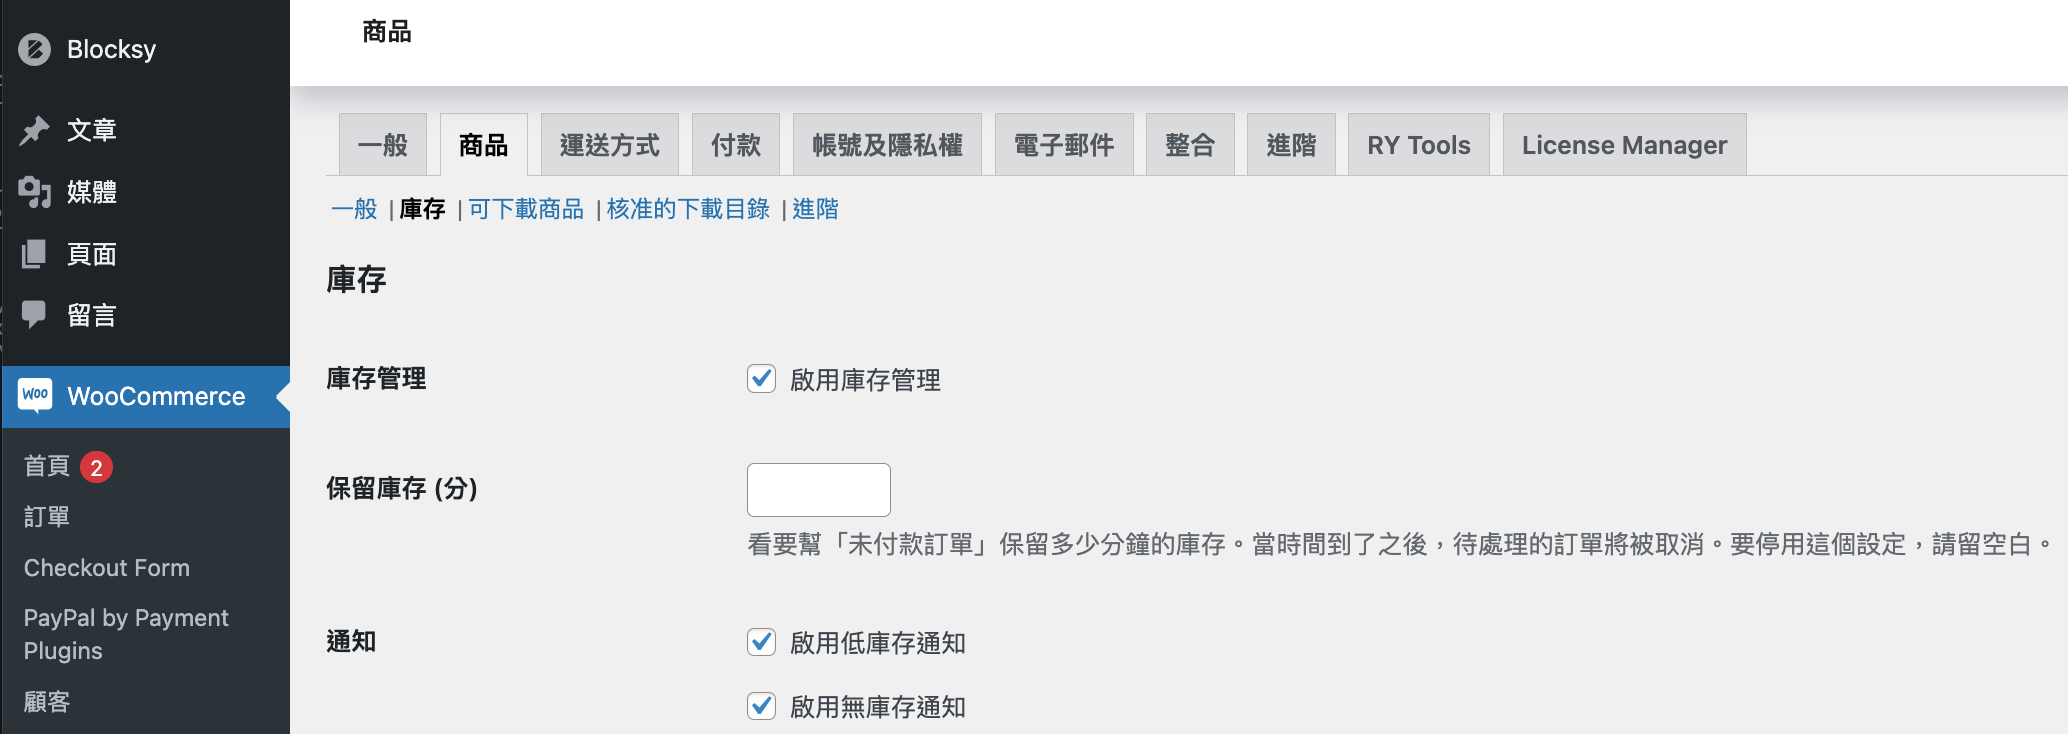 商品
Blocksy
文章
媒體
頁面
留言
WOO WooCommerce
首頁 2
訂單
Checkout Form
PayPal by Payment
Plugins
顧客
一般 商品 運送方式 付款 帳號及隱私權 電子郵件 整合 進階 RY Tools License Manager
一般 | 庫存 | 可下載商品 | 核准的下載目錄 | 進階
庫存
庫存管理 啟用庫存管理
保留庫存 (分)
看要幫「未付款訂單」保留多少分鐘的庫存。當時間到了之後，待處理的訂單將被取消。要停用這個設定，請留空白。
通知 啟用低庫存通知
啟用無庫存通知